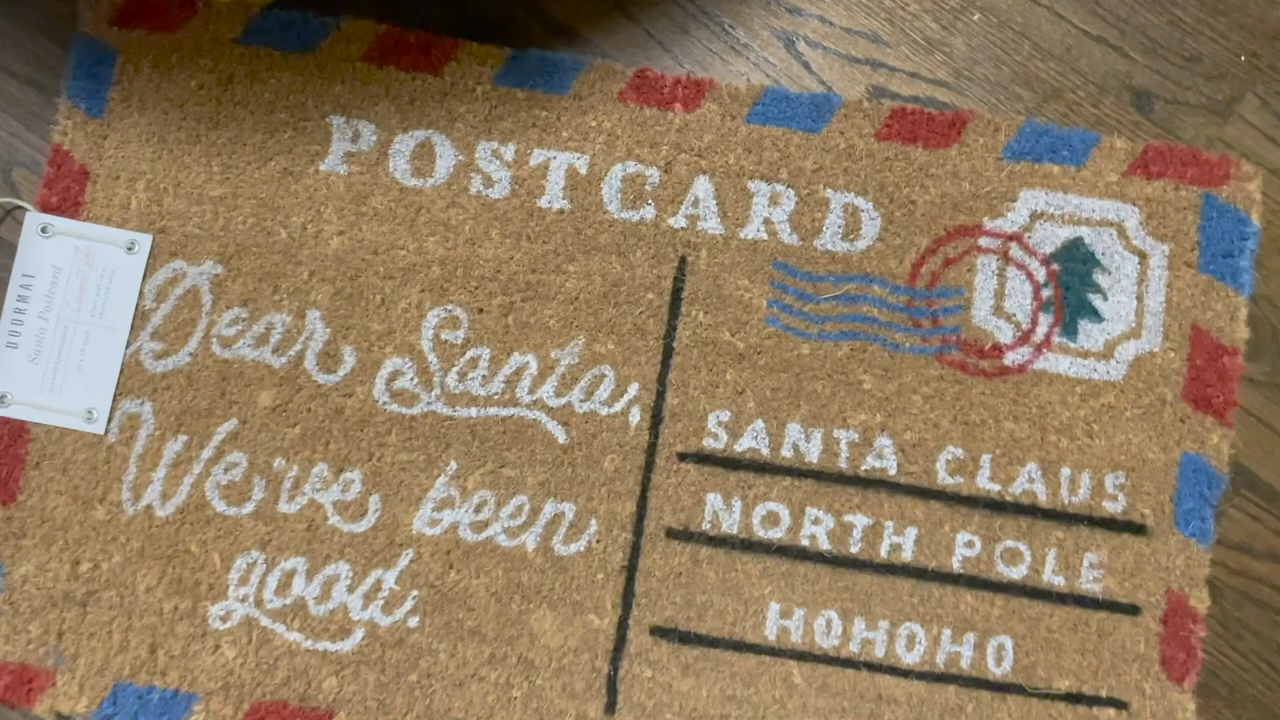 POSTCARD
Dear Santa,
We've been
good.
SANTA CLAUS
NORTH POLE
HOHOHO
DOORMAT
Santa Postcard